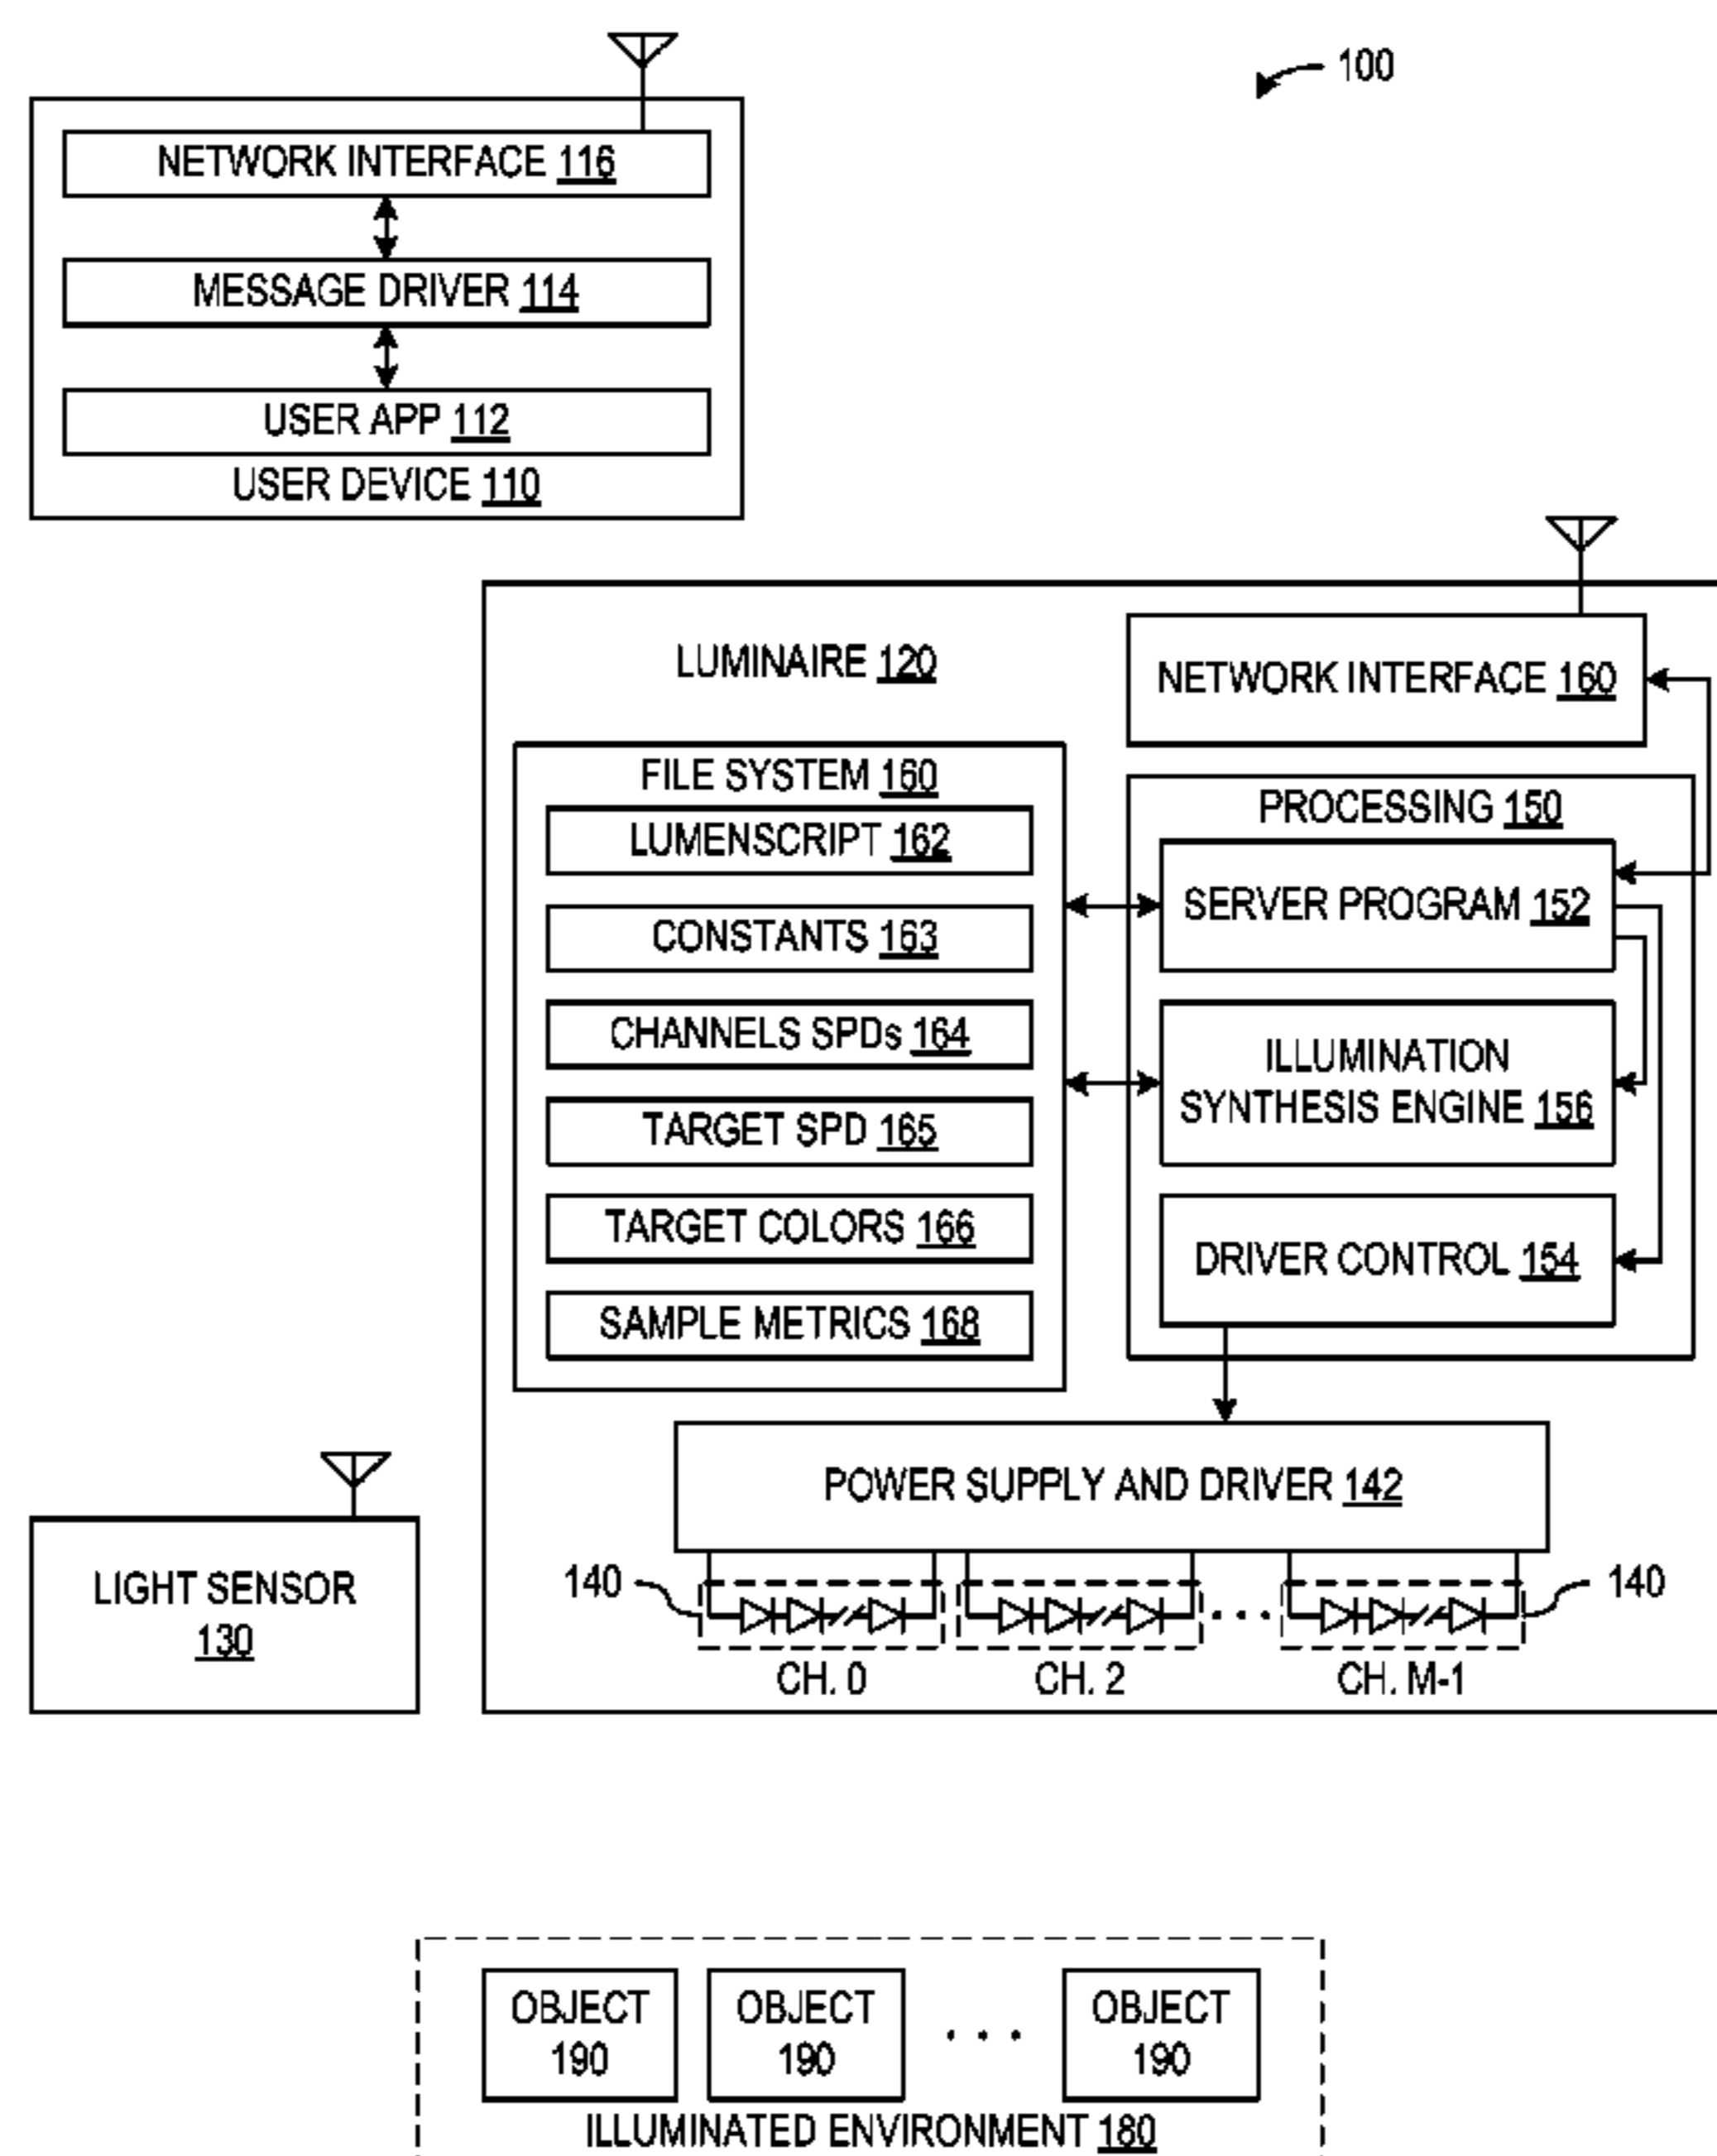 100
NETWORK INTERFACE 116
MESSAGE DRIVER 114
USER APP 112
USER DEVICE 110
LUMINAIRE 120
NETWORK INTERFACE 160
FILE SYSTEM 160
LUMENSCRIPT 162
CONSTANTS 163
CHANNELS SPDs 164
TARGET SPD 165
TARGET COLORS 166
SAMPLE METRICS 168
PROCESSING 150
SERVER PROGRAM 152
ILLUMINATION
SYNTHESIS ENGINE 156
DRIVER CONTROL 154
POWER SUPPLY AND DRIVER 142
LIGHT SENSOR
130
140
140
CH. 0
CH. 2
CH. M-1
OBJECT
190
OBJECT
190
OBJECT
190
ILLUMINATED ENVIRONMENT 180